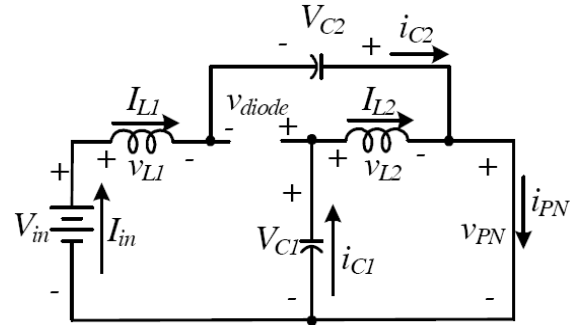 - V_C2 + i_C2
I_L1 v_diode I_L2
+ v_L1 - - + + v_L2 - +
+ + i_PN
V_in I_in V_C1 i_C1 v_PN
- - -